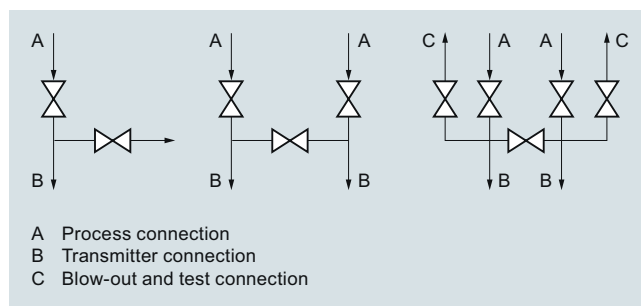 A A A C A A C
B B B B B
A Process connection
B Transmitter connection
C Blow-out and test connection